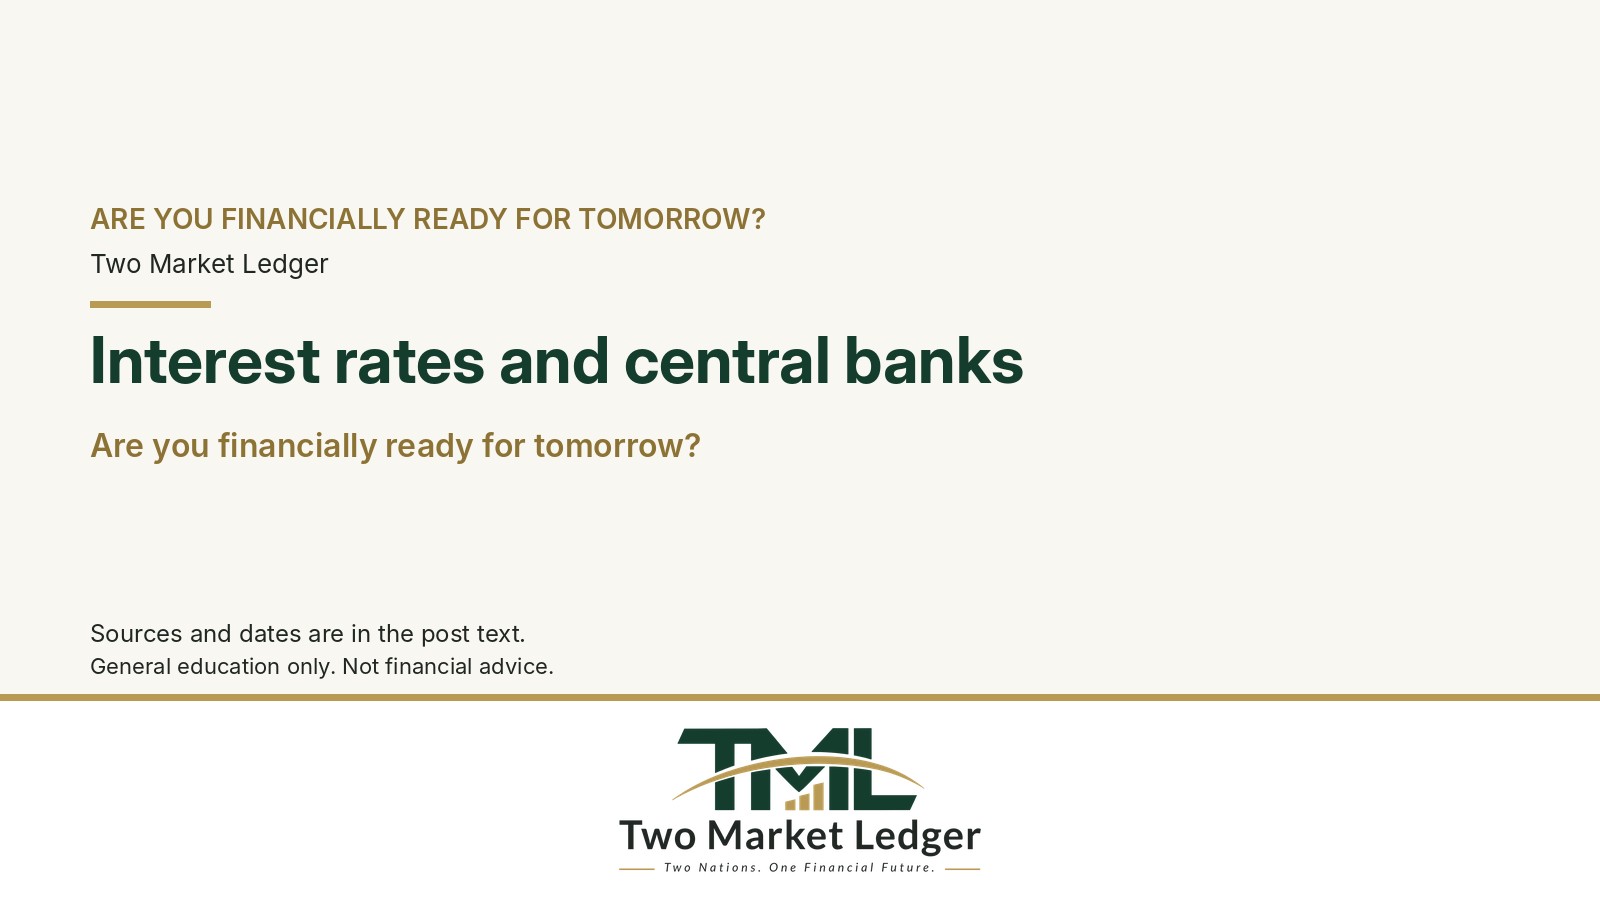 ARE YOU FINANCIALLY READY FOR TOMORROW?
Two Market Ledger
Interest rates and central banks
Are you financially ready for tomorrow?
Sources and dates are in the post text.
General education only. Not financial advice.
TML
Two Market Ledger
Two Nations. One Financial Future.